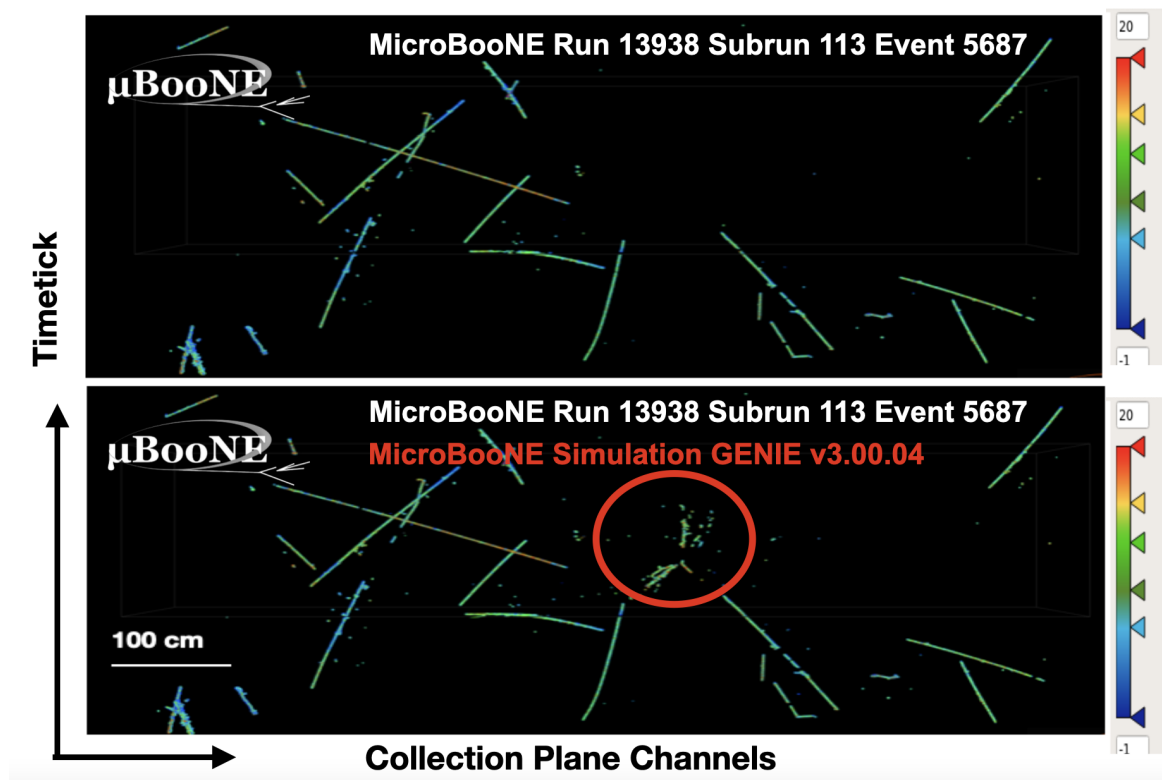 MicroBooNE Run 13938 Subrun 113 Event 5687
µBooNE
20
-1
Timetick
MicroBooNE Run 13938 Subrun 113 Event 5687
MicroBooNE Simulation GENIE v3.00.04
µBooNE
100 cm
20
-1
Collection Plane Channels